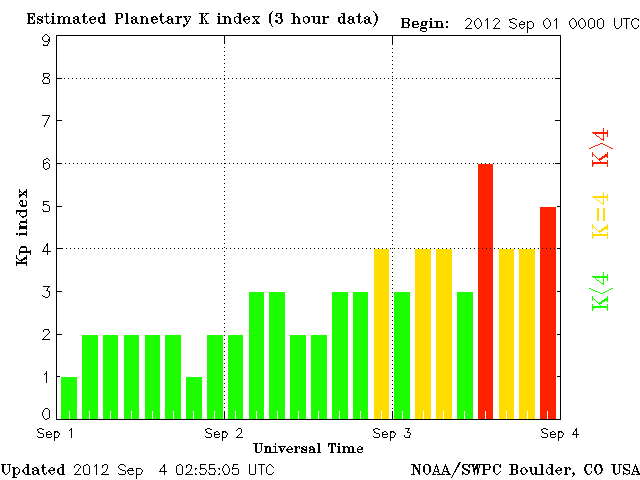 Estimated Planetary K index (3 hour data) Begin: 2012 Sep 01 0000 UTC
9
8
7
6
5
4
3
2
1
0
Kp index
K>4
K=4
K<4
Sep 1 Sep 2 Sep 3 Sep 4
Universal Time
Updated 2012 Sep 4 02:55:05 UTC NOAA/SWPC Boulder, CO USA